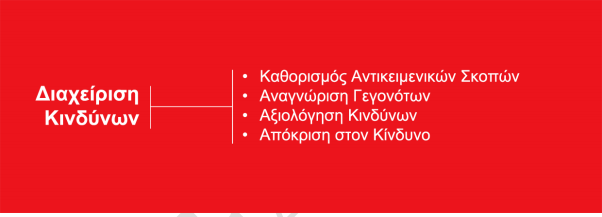 Διαχείριση
Κινδύνων
• Καθορισμός Αντικειμενικών Σκοπών
• Αναγνώριση Γεγονότων
• Αξιολόγηση Κινδύνων
• Απόκριση στον Κίνδυνο